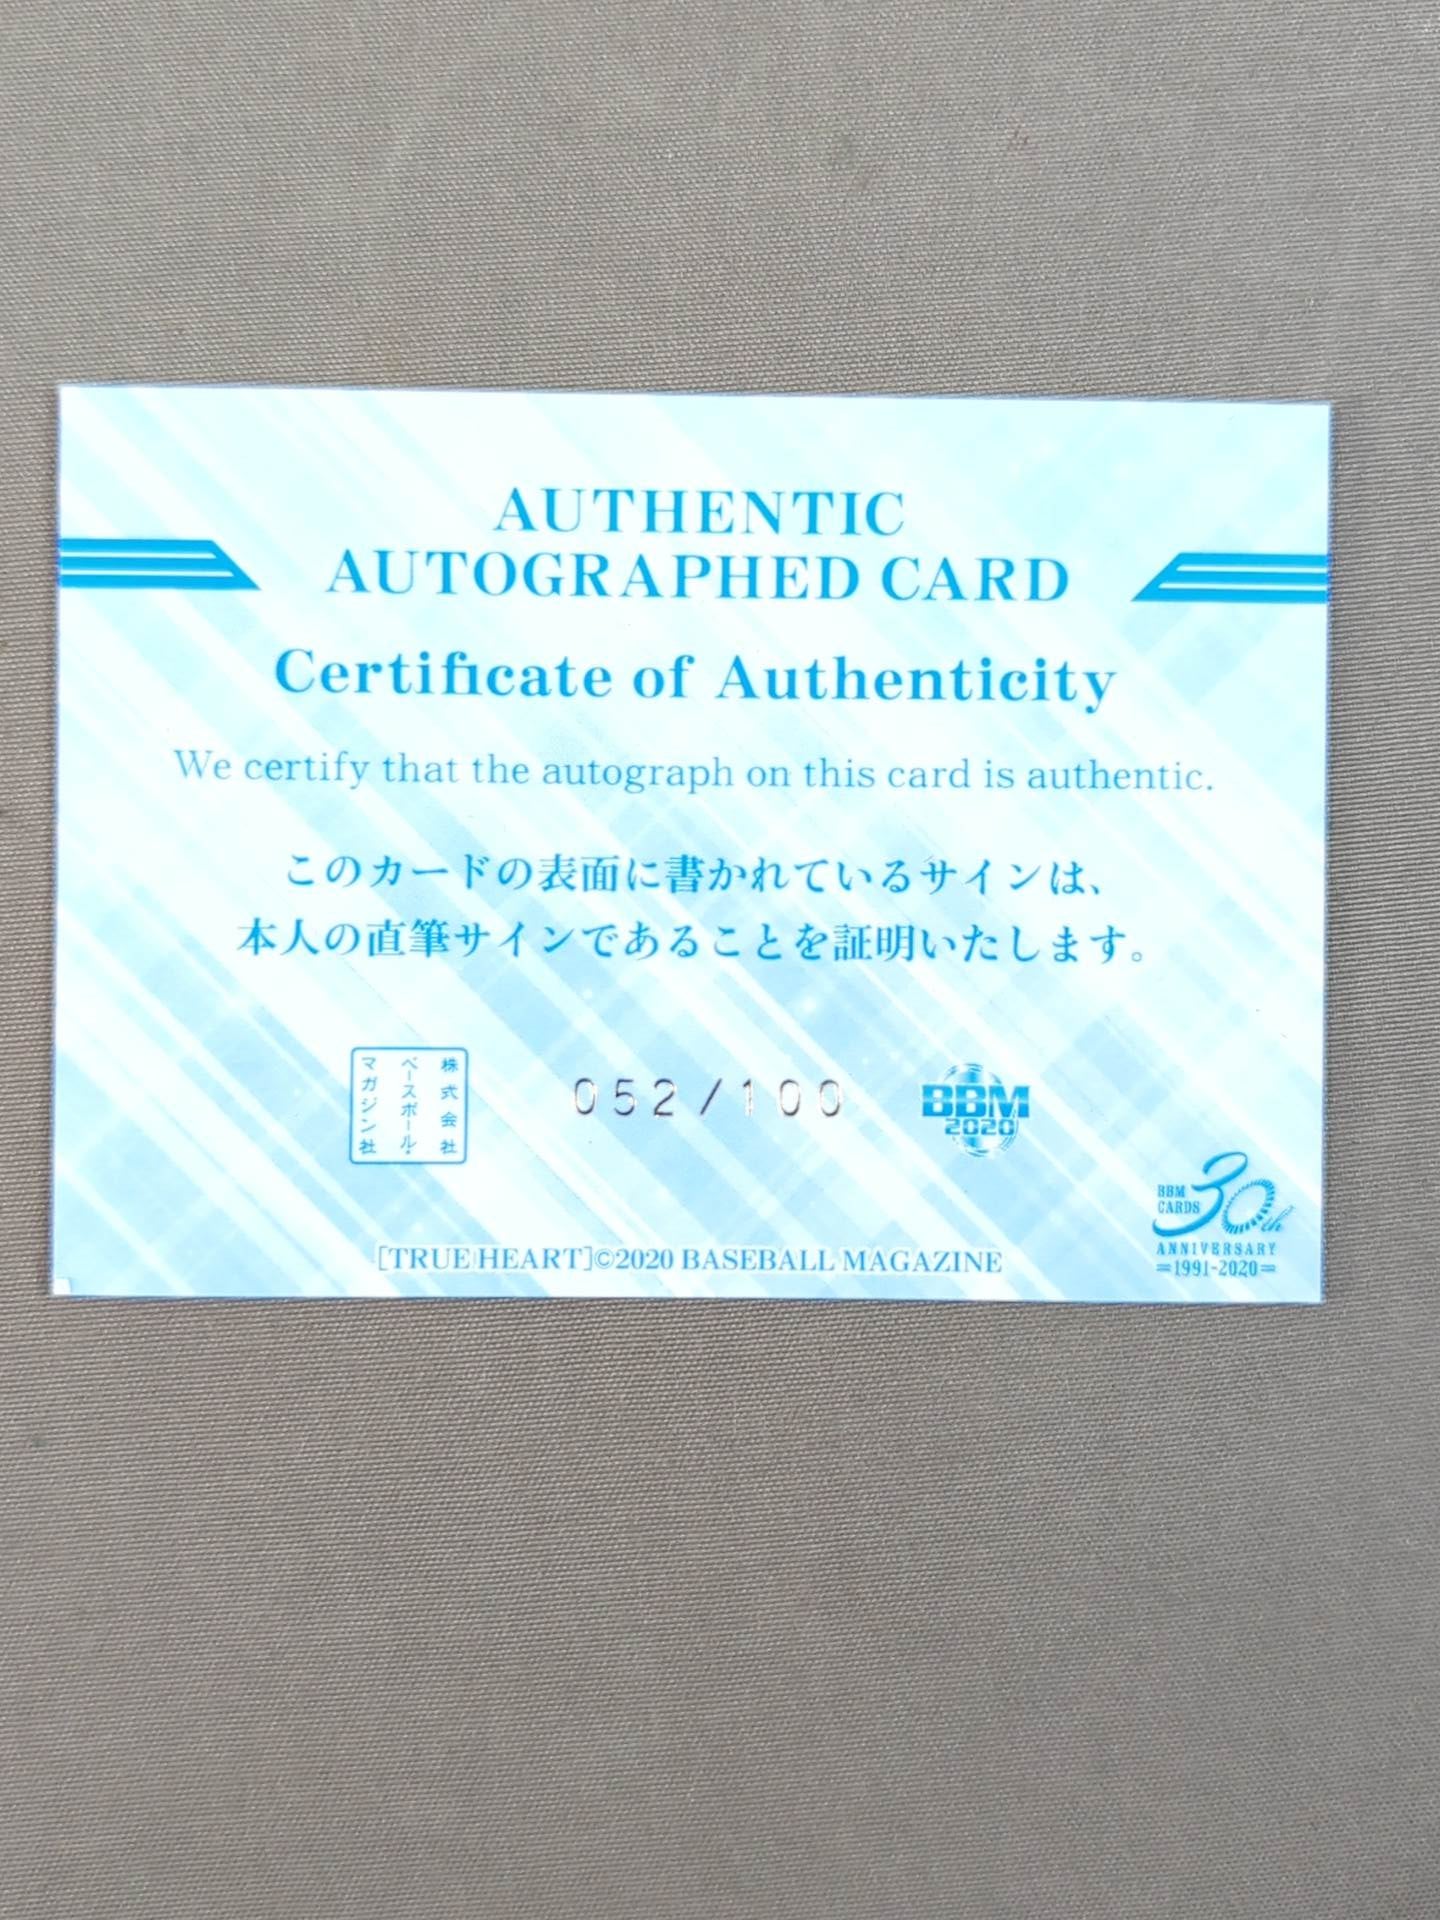 AUTHENTIC
AUTOGRAPHED CARD
Certificate of Authenticity
We certify that the autograph on this card is authentic.
このカードの表面に書かれているサインは、
本人の直筆サインであることを証明いたします。
株式会社
ベースボール・
マガジン社
052/100
BBM
2020
BBM
CARDS
30th
ANNIVERSARY
=1991-2020=
[TRUE HEART]©2020 BASEBALL MAGAZINE